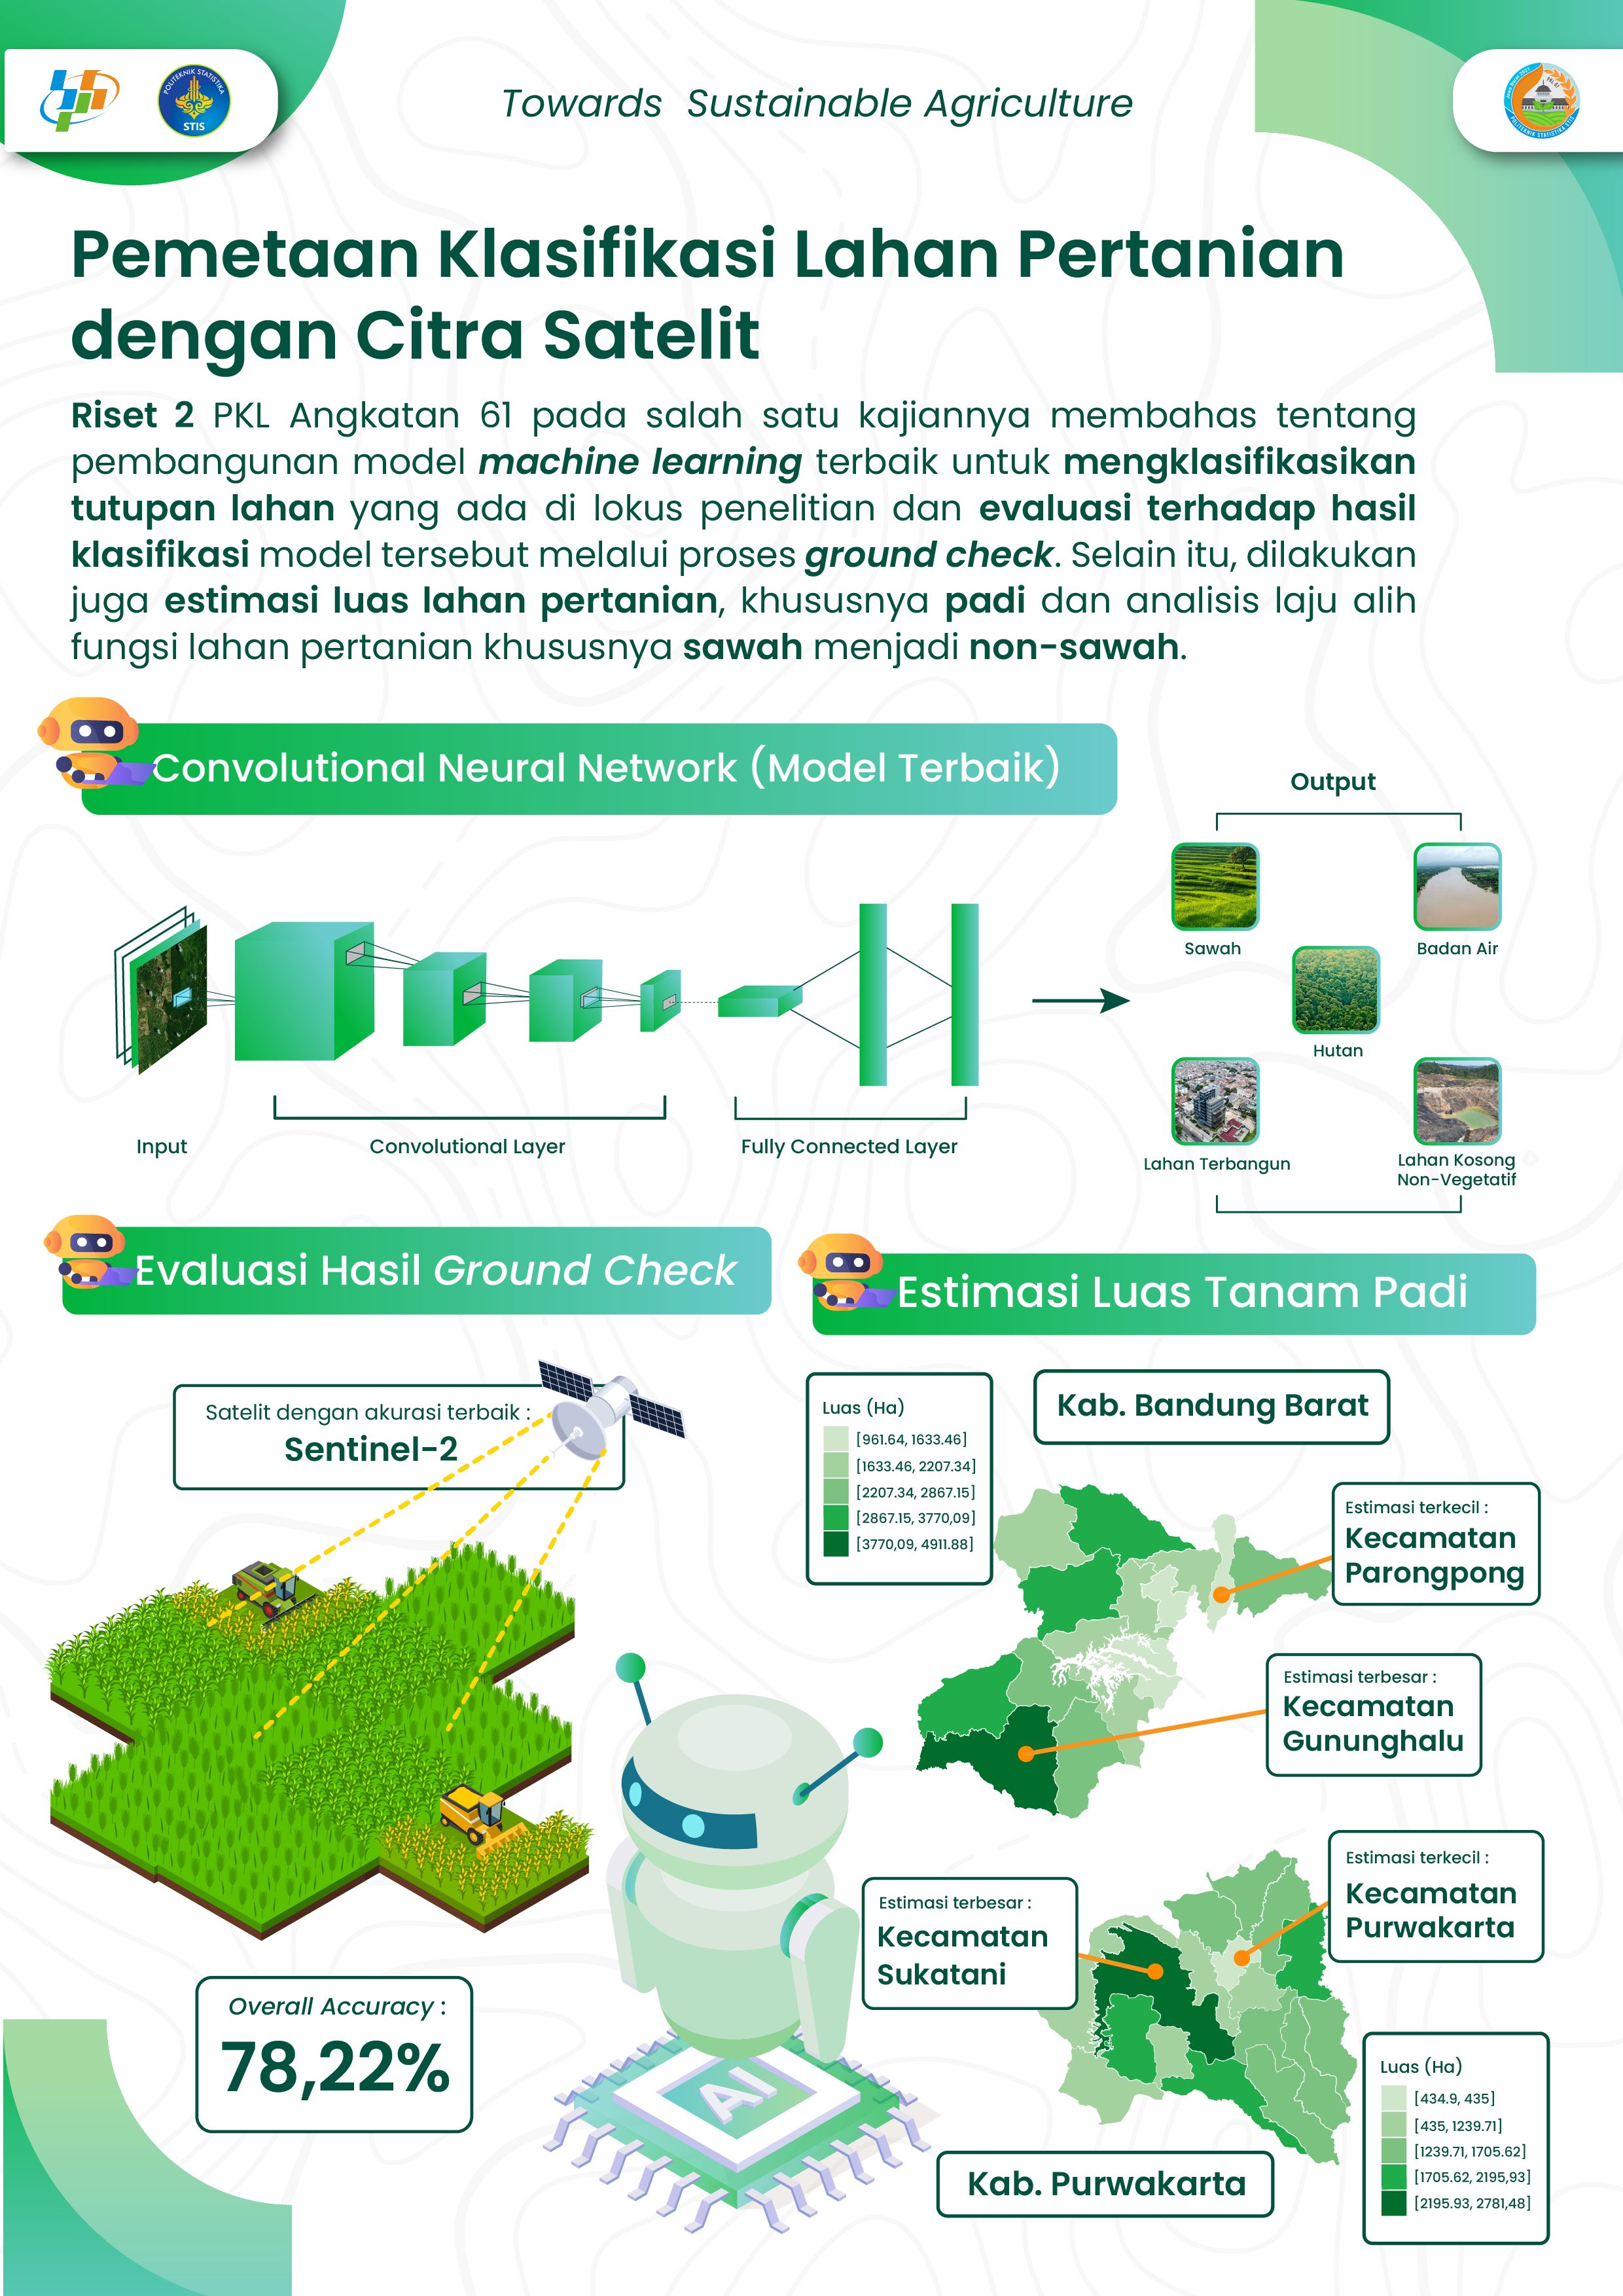 POLITEKNIK STATISTIKA
STIS
Towards Sustainable Agriculture
PKL 61
POLITEKNIK STATISTIKA STIS
Pemetaan Klasifikasi Lahan Pertanian
dengan Citra Satelit
Riset 2 PKL Angkatan 61 pada salah satu kajiannya membahas tentang
pembangunan model machine learning terbaik untuk mengklasifikasikan
tutupan lahan yang ada di lokus penelitian dan evaluasi terhadap hasil
klasifikasi model tersebut melalui proses ground check. Selain itu, dilakukan
juga estimasi luas lahan pertanian, khususnya padi dan analisis laju alih
fungsi lahan pertanian khususnya sawah menjadi non-sawah.
Convolutional Neural Network (Model Terbaik)
Output
Sawah
Badan Air
Hutan
Lahan Terbangun
Lahan Kosong
Non-Vegetatif
Input
Convolutional Layer
Fully Connected Layer
Evaluasi Hasil Ground Check
Satelit dengan akurasi terbaik :
Sentinel-2
Overall Accuracy :
78,22%
AI
Estimasi Luas Tanam Padi
Luas (Ha)
[961.64, 1633.46]
[1633.46, 2207.34]
[2207.34, 2867.15]
[2867.15, 3770,09]
[3770,09, 4911.88]
Kab. Bandung Barat
Estimasi terkecil :
Kecamatan
Parongpong
Estimasi terbesar :
Kecamatan
Gununghalu
Estimasi terkecil :
Kecamatan
Purwakarta
Estimasi terbesar :
Kecamatan
Sukatani
Kab. Purwakarta
Luas (Ha)
[434.9, 435]
[435, 1239.71]
[1239.71, 1705.62]
[1705.62, 2195,93]
[2195.93, 2781,48]